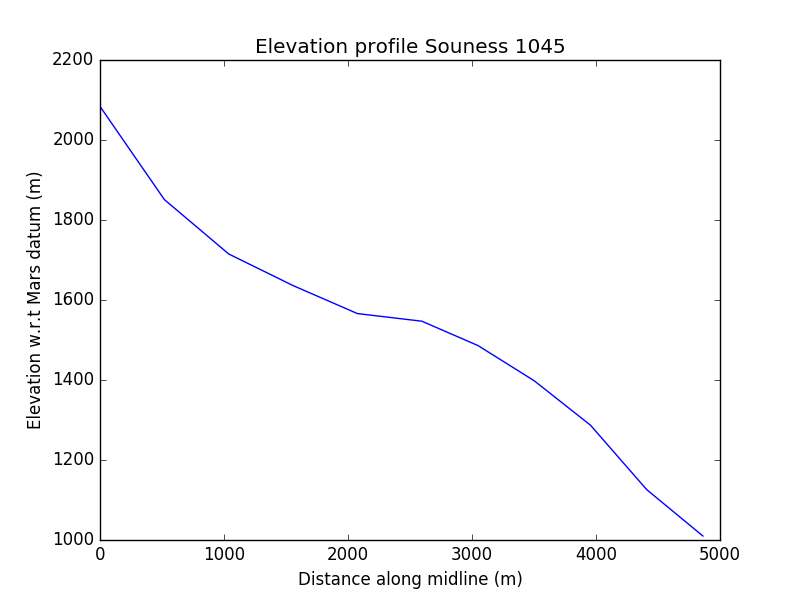 Elevation profile Souness 1045
2200
2000
1800
1600
1400
1200
1000
Elevation w.r.t Mars datum (m)
0 1000 2000 3000 4000 5000
Distance along midline (m)